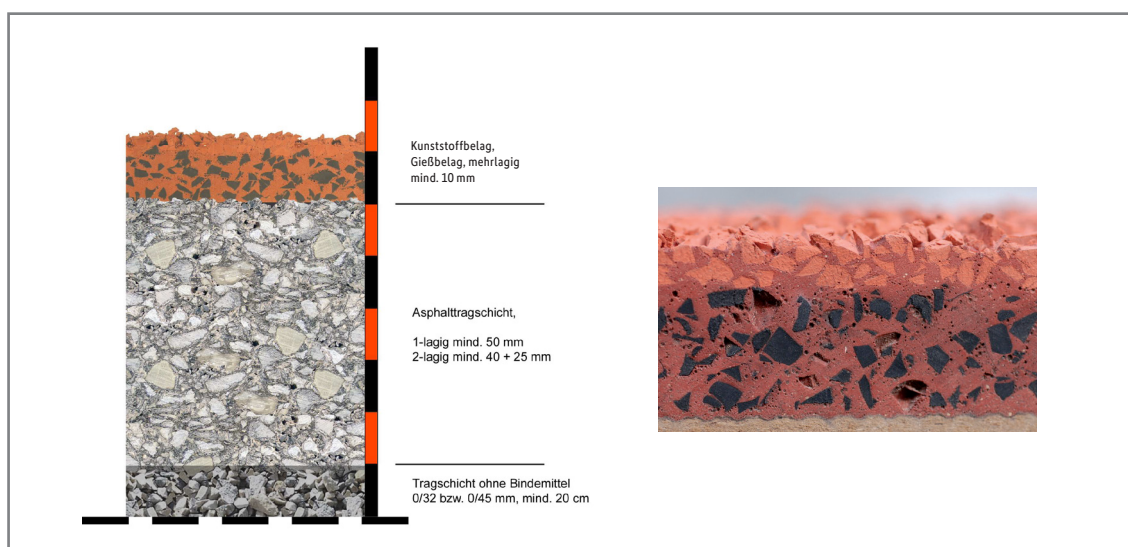 Kunststoffbelag,
Gießbelag, mehrlagig
mind. 10 mm
Asphalttragschicht,
1-lagig mind. 50 mm
2-lagig mind. 40 + 25 mm
Tragschicht ohne Bindemittel
0/32 bzw. 0/45 mm, mind. 20 cm